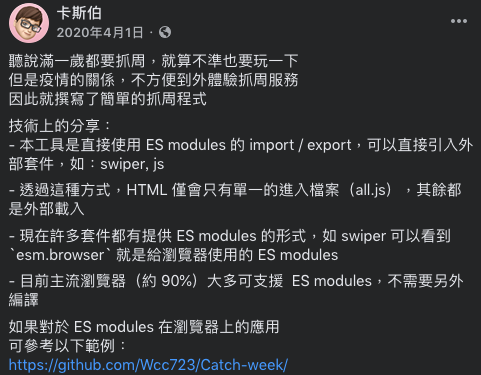 卡斯伯
2020年4月1日
聽說滿一歲都要抓周，就算不準也要玩一下
但是疫情的關係，不方便到外體驗抓周服務
因此就撰寫了簡單的抓周程式
技術上的分享：
- 本工具是直接使用 ES modules 的 import / export，可以直接引入外
部套件，如：swiper, js
- 透過這種方式，HTML 僅會只有單一的進入檔案（all.js），其餘都
是外部載入
- 現在許多套件都有提供 ES modules 的形式，如 swiper 可以看到
`esm.browser` 就是給瀏覽器使用的 ES modules
- 目前主流瀏覽器（約 90%）大多可支援 ES modules，不需要另外
編譯
如果對於 ES modules 在瀏覽器上的應用
可參考以下範例：
https://github.com/Wcc723/Catch-week/